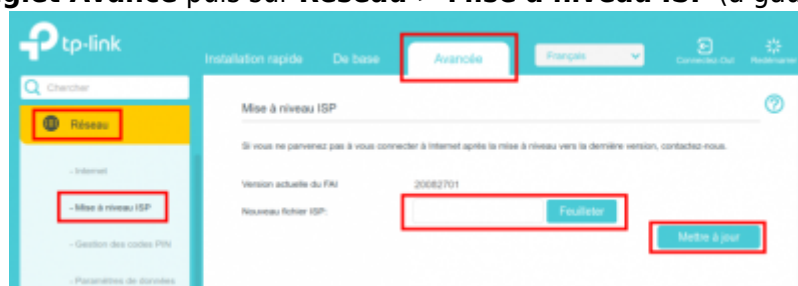 glet Avancé puis sur Réseau > Mise à niveau ISP (à gau
tp-link
Installation rapide De base Avancée Français Connectez-Out Redémarrer
Chercher
Mise à niveau ISP
Réseau
Si vous ne parvenez pas à vous connecter à Internet après la mise à niveau vers la dernière version, contactez-nous.
- Internet
Version actuelle du FAI 20082701
- Mise à niveau ISP
Nouveau fichier ISP: Feuilleter
Mettre à jour
- Gestion des codes PIN
- Paramètres de données